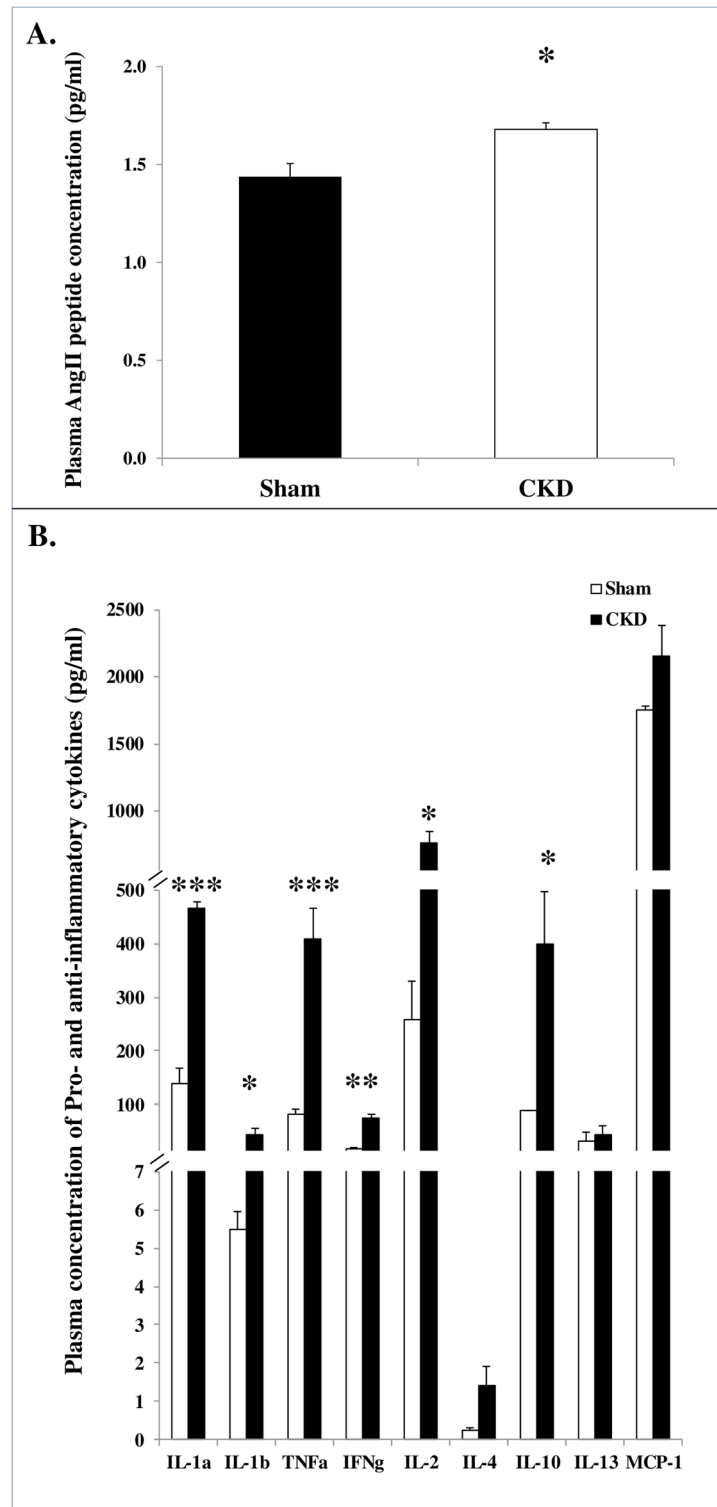 A.
Plasma AngII peptide concentration (pg/ml)
2.0
1.5
1.0
0.5
0.0
*
Sham CKD
B.
Plasma concentration of Pro- and anti-inflammatory cytokines (pg/ml)
Sham
CKD
2500
2000
1500
1000
500
400
300
200
100
7
6
5
4
3
2
1
0
*** * *** ** * *
IL-1a IL-1b TNFa IFNg IL-2 IL-4 IL-10 IL-13 MCP-1